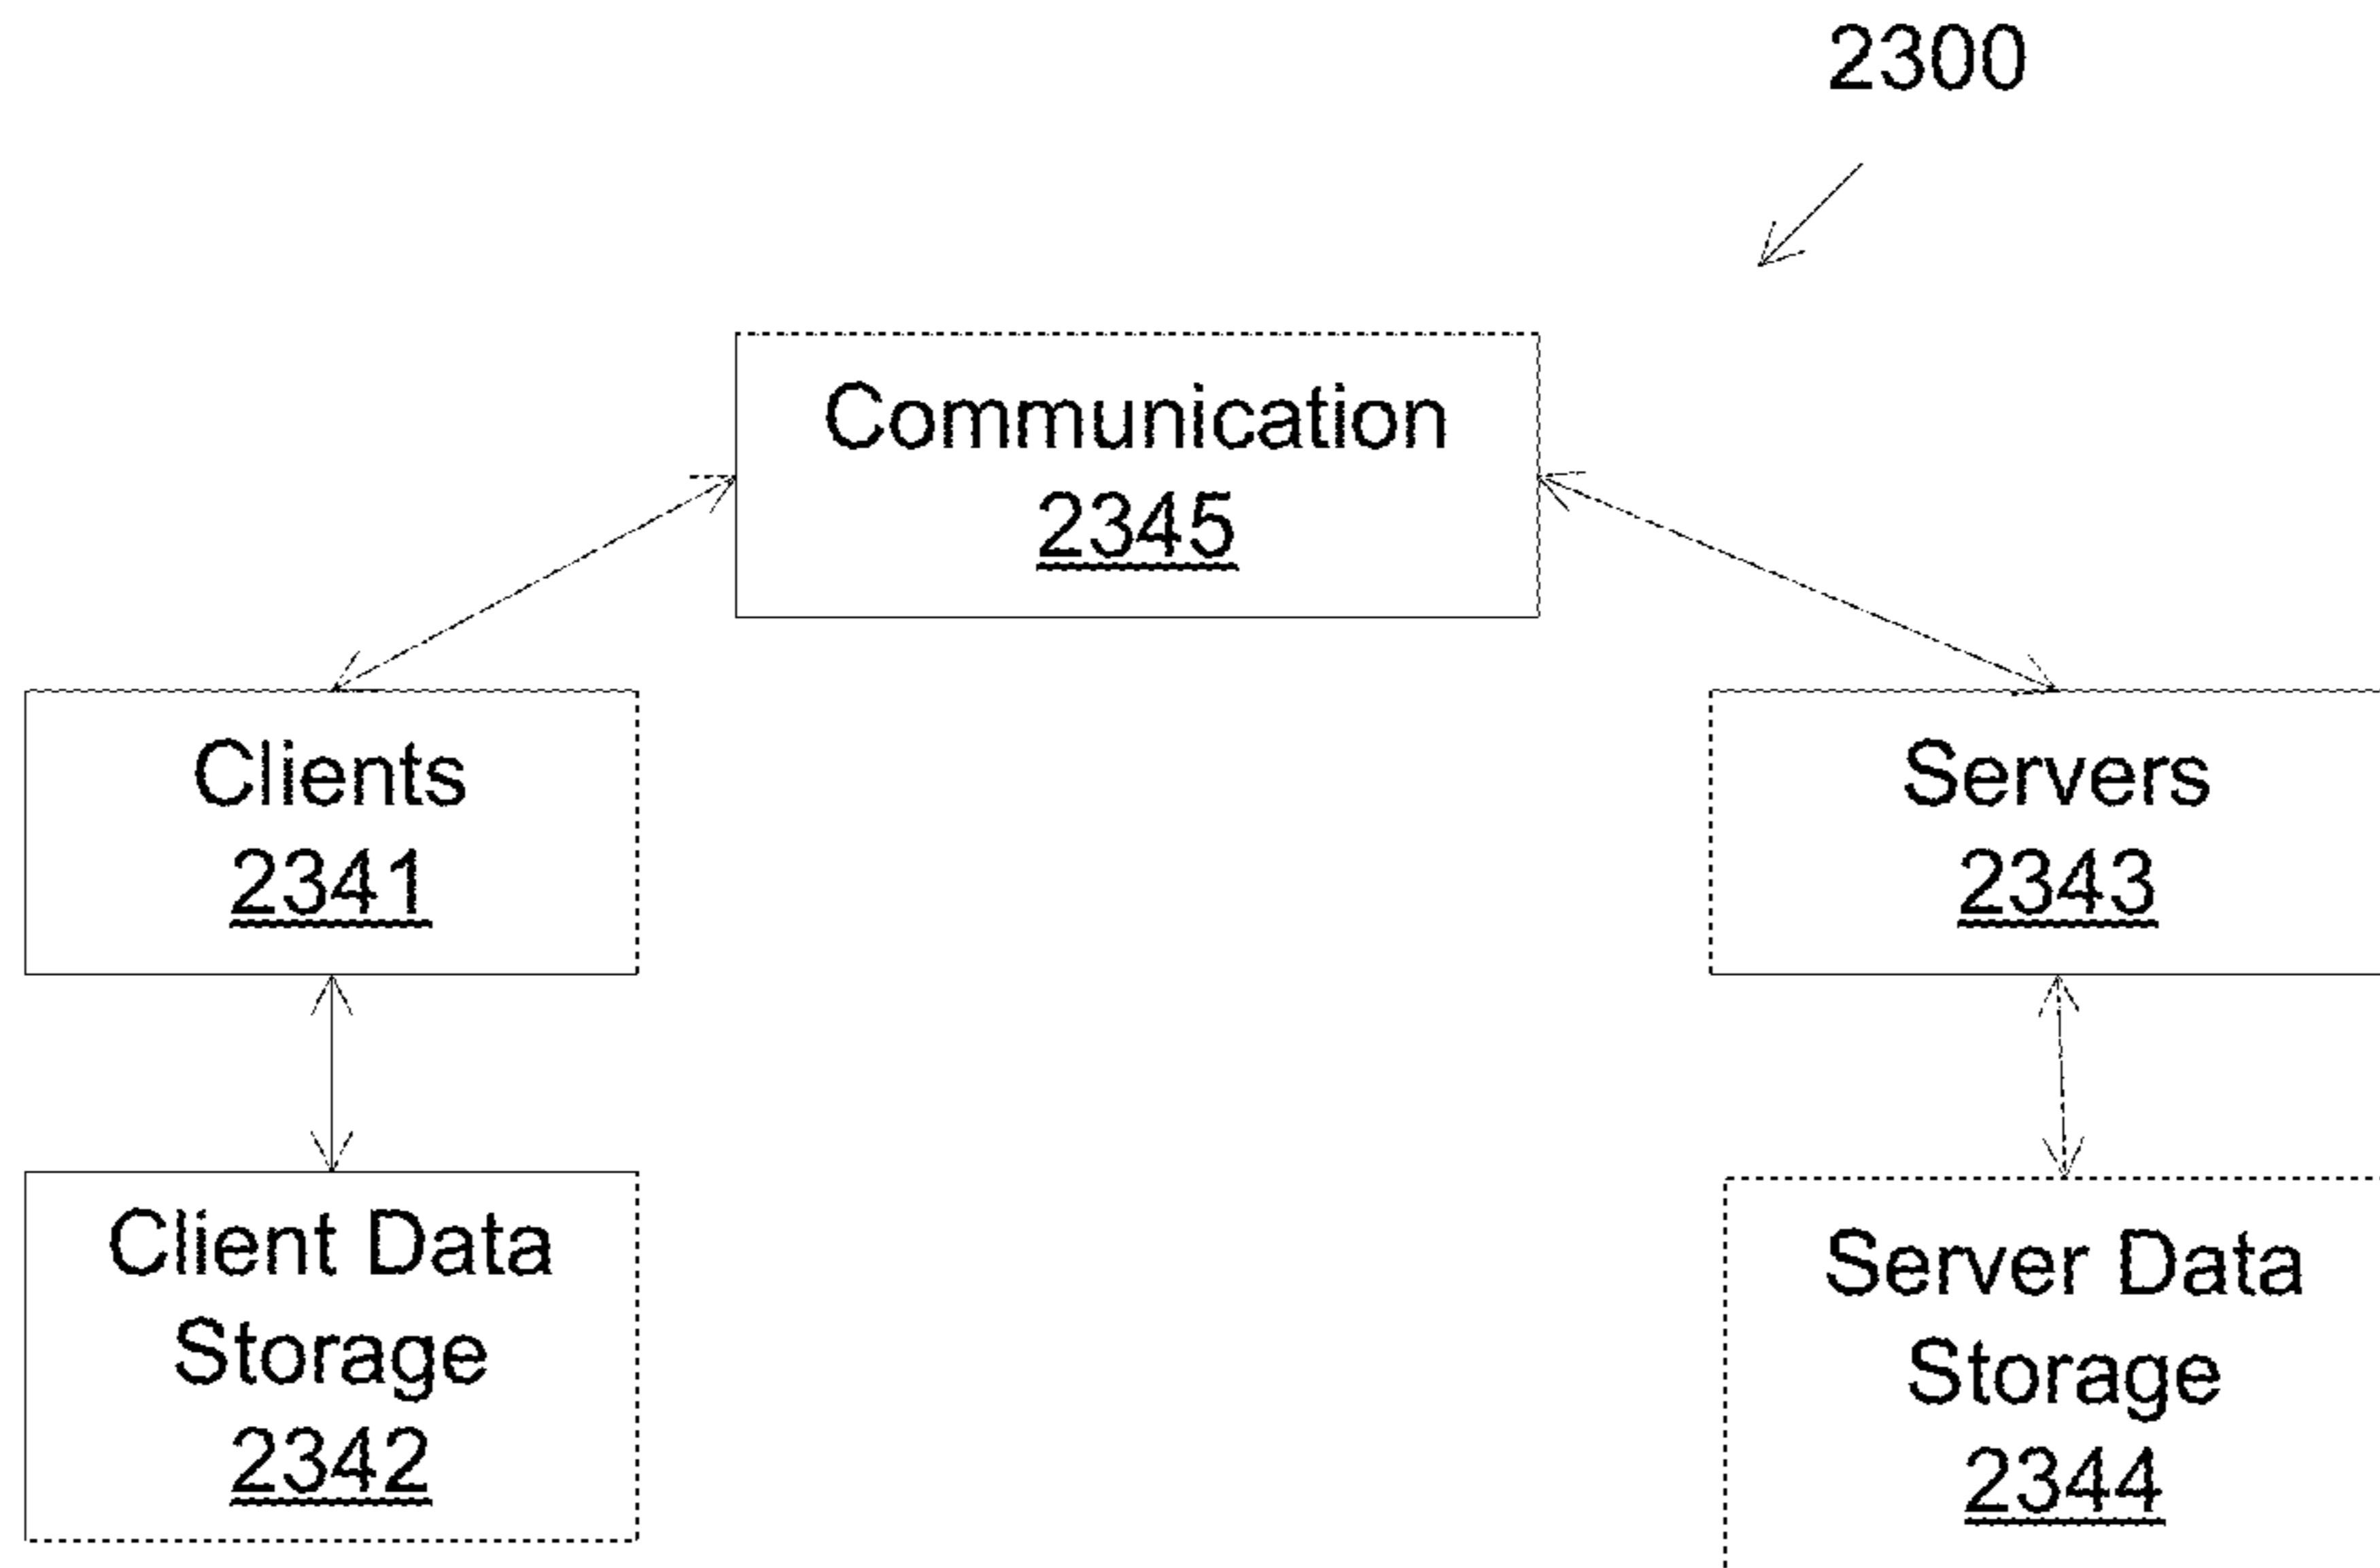 2300
Communication
2345
Clients
2341
Servers
2343
Client Data
Storage
2342
Server Data
Storage
2344